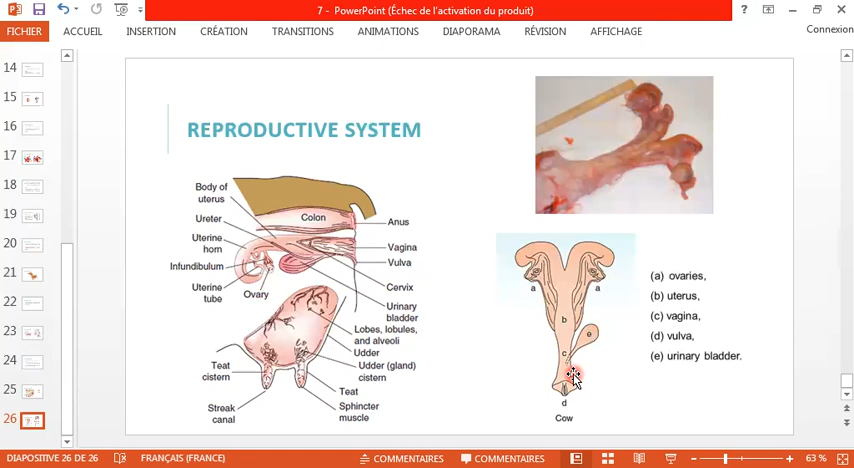 7 - PowerPoint (Échec de l'activation du produit)
FICHIER ACCUEIL INSERTION CRÉATION TRANSITIONS ANIMATIONS DIAPORAMA RÉVISION AFFICHAGE Connexion
14
15
16
17
18
19
20
21
22
23
24
25
26
REPRODUCTIVE SYSTEM
Body of
uterus
Ureter
Uterine
horn
Infundibulum
Uterine
tube
Ovary
Colon
Anus
Vagina
Vulva
Cervix
Urinary
bladder
Lobes, lobules,
and alveoli
Udder
Udder (gland)
cistern
Teat
cistern
Teat
Streak
canal
Sphincter
muscle
a
a
b
e
c
d
Cow
(a) ovaries,
(b) uterus,
(c) vagina,
(d) vulva,
(e) urinary bladder.
DIAPOSITIVE 26 DE 26 FRANÇAIS (FRANCE) COMMENTAIRES COMMENTAIRES 63 %